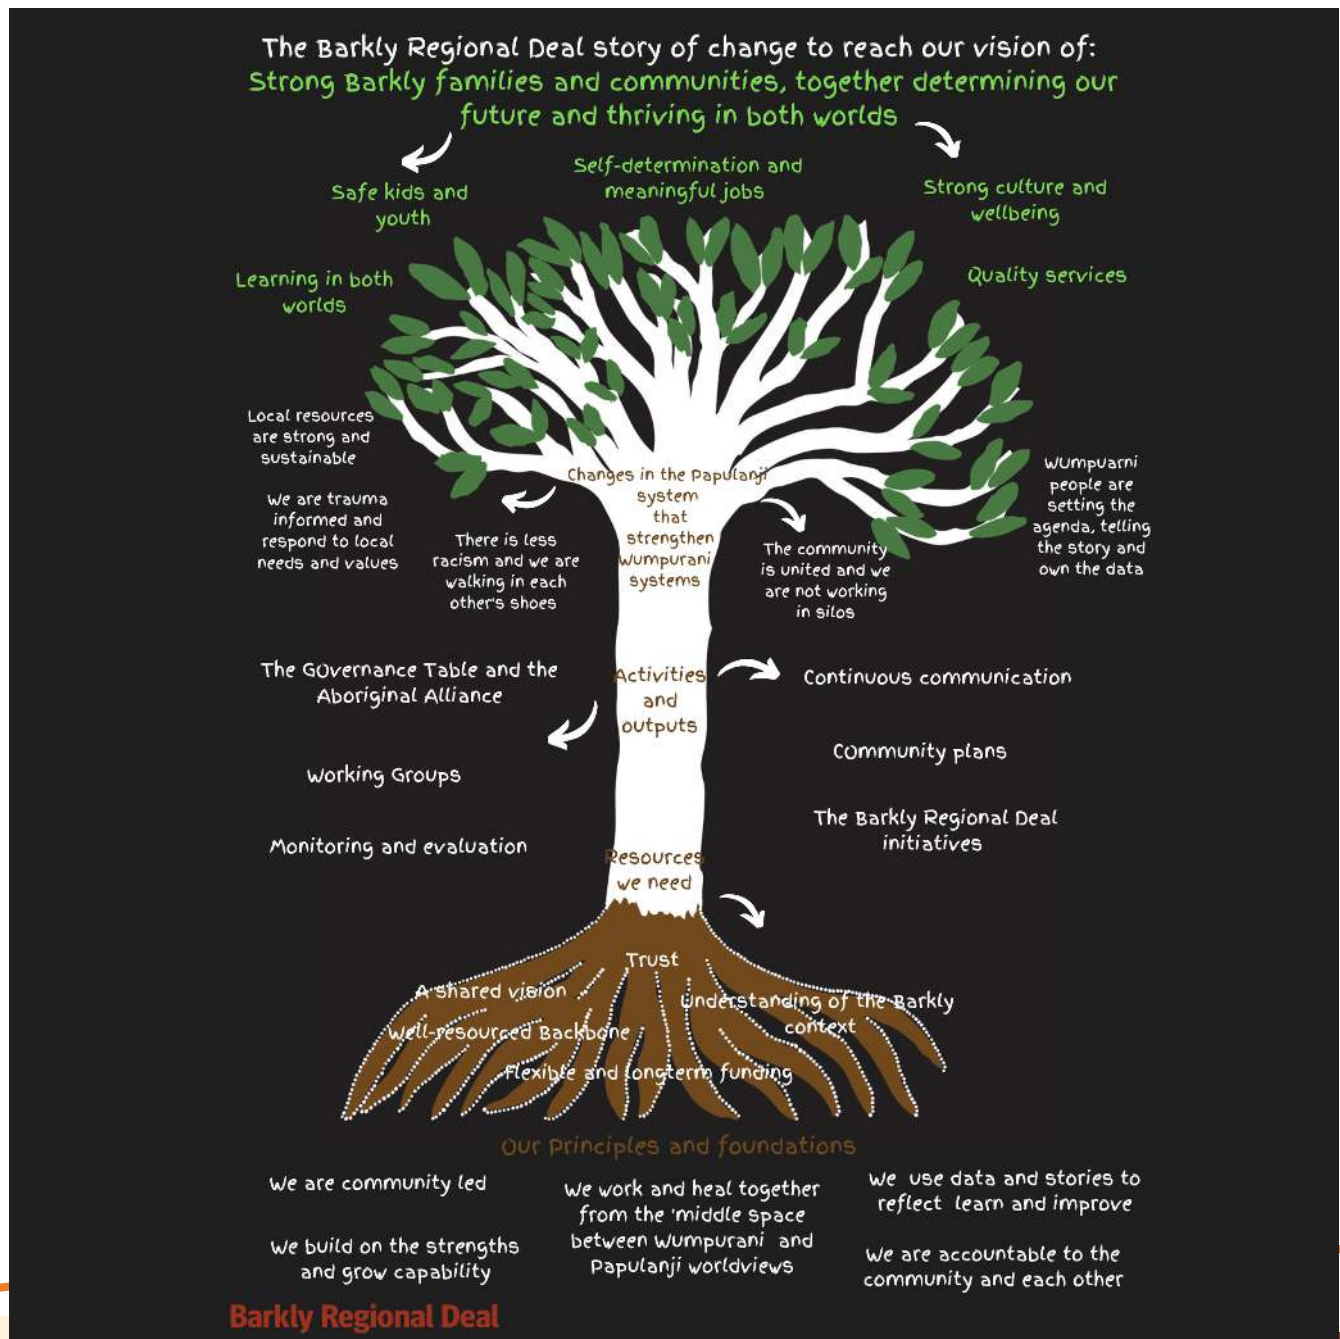 The Barkly Regional Deal story of change to reach our vision of:
Strong Barkly families and communities, together determining our
future and thriving in both worlds
Safe kids and
youth
Self-determination and
meaningful jobs
Strong culture and
wellbeing
Learning in both
worlds
Quality services
Local resources
are strong and
sustainable
We are trauma
informed and
respond to local
needs and values
There is less
racism and we are
walking in each
other's shoes
Changes in the Papulanji
system
that
strengthen
Wumpurani
systems
The community
is united and we
are not working
in silos
Wumpuarni
people are
setting the
agenda, telling
the story and
own the data
The Governance Table and the
Aboriginal Alliance
Working Groups
Monitoring and evaluation
Activities
and
outputs
Continuous communication
Community plans
The Barkly Regional Deal
initiatives
Resources
we need
Trust
A shared vision
Understanding of the Barkly
context
Well-resourced Backbone
Flexible and longterm funding
Our Principles and foundations
We are community led
We build on the strengths
and grow capability
We work and heal together
from the 'middle space
between Wumpurani and
Papulanji worldviews
We use data and stories to
reflect learn and improve
We are accountable to the
community and each other
Barkly Regional Deal